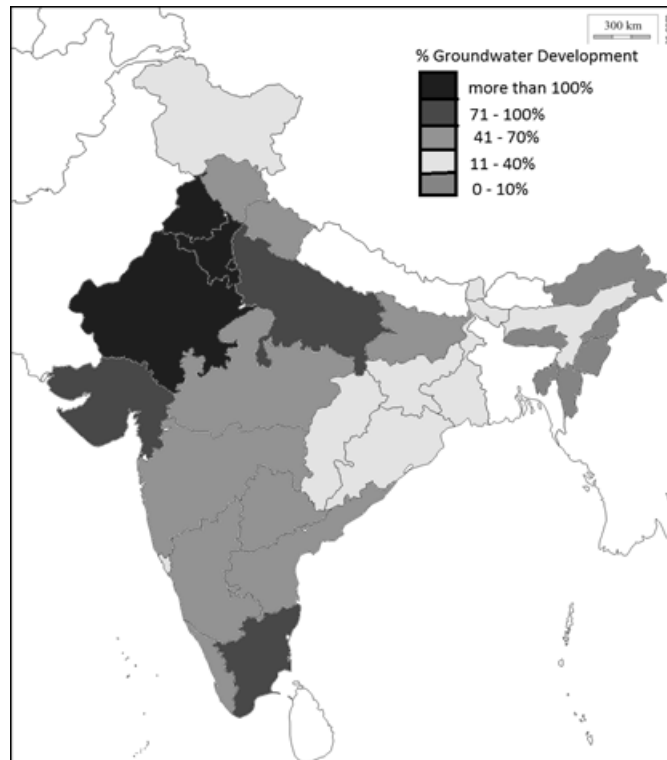 300 km
% Groundwater Development
more than 100%
71 - 100%
41 - 70%
11 - 40%
0 - 10%